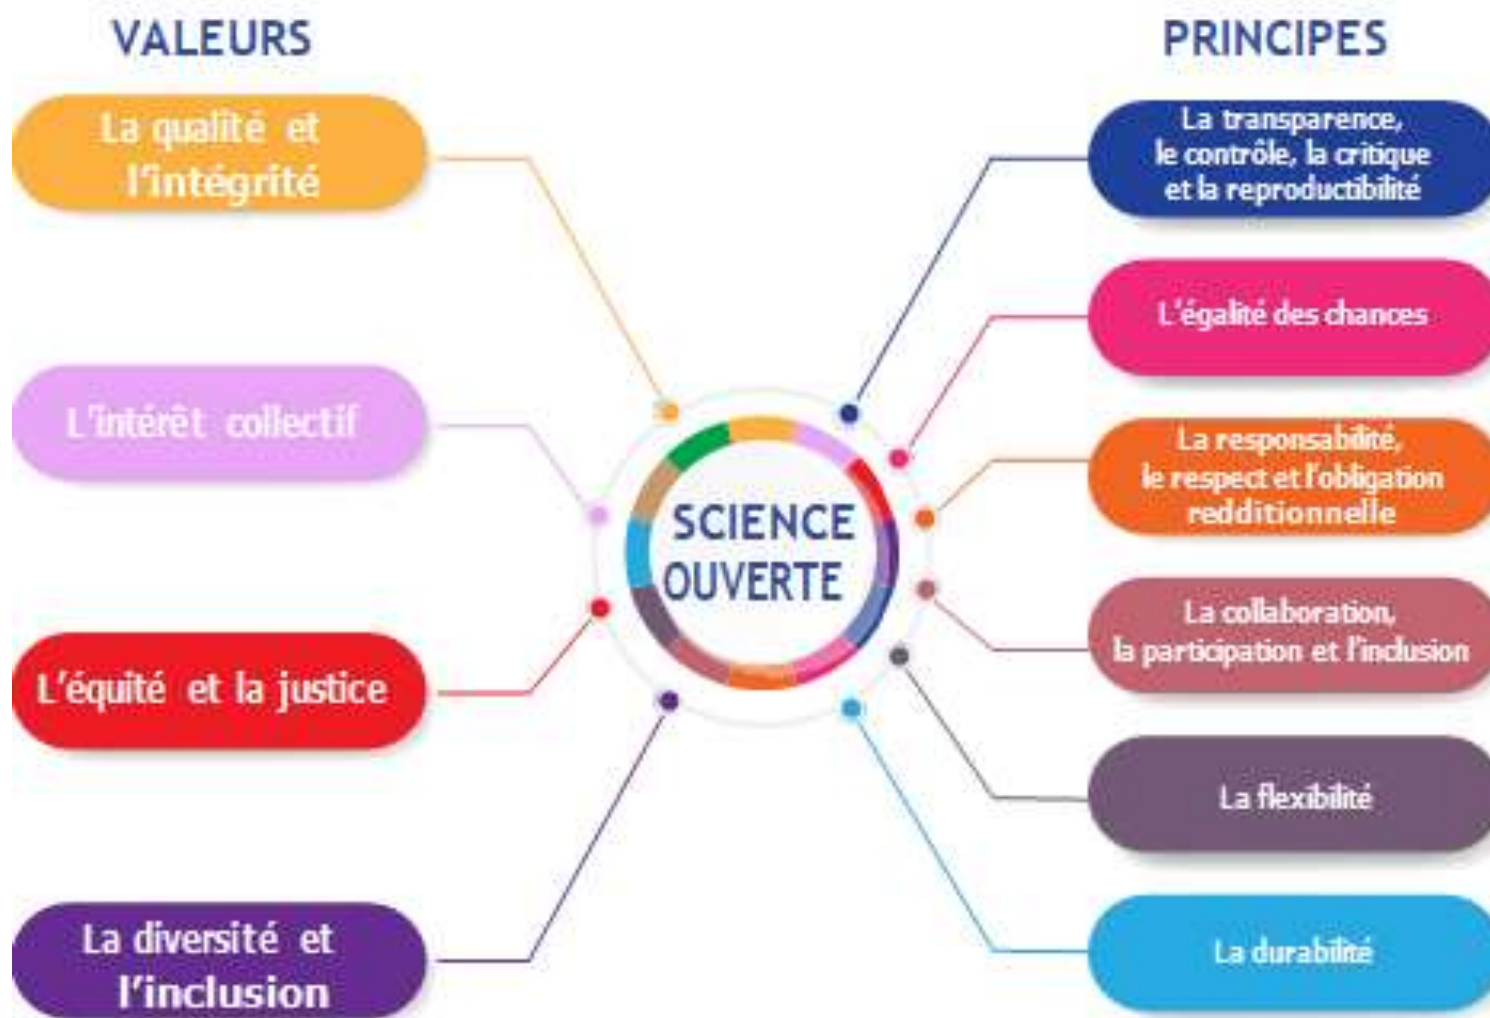 VALEURS
La qualité et
l'intégrité
L'intérêt collectif
L'équité et la justice
La diversité et
l'inclusion
SCIENCE
OUVERTE
PRINCIPES
La transparence,
le contrôle, la critique
et la reproductibilité
L'égalité des chances
La responsabilité,
le respect et l'obligation
redditionnelle
La collaboration,
la participation et l'inclusion
La flexibilité
La durabilité